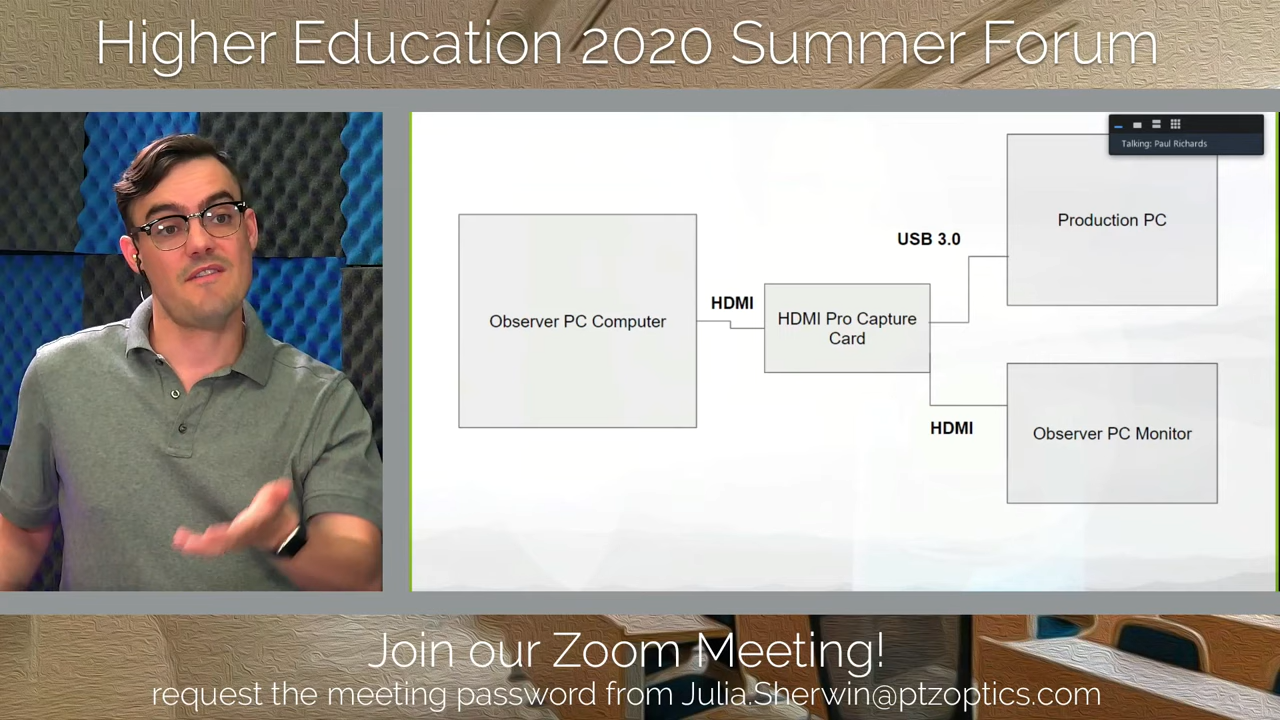 Higher Education 2020 Summer Forum
Talking: Paul Richards
Production PC
USB 3.0
HDMI
Observer PC Computer
HDMI Pro Capture
Card
HDMI
Observer PC Monitor
Join our Zoom Meeting!
request the meeting password from Julia.Sherwin@ptzoptics.com